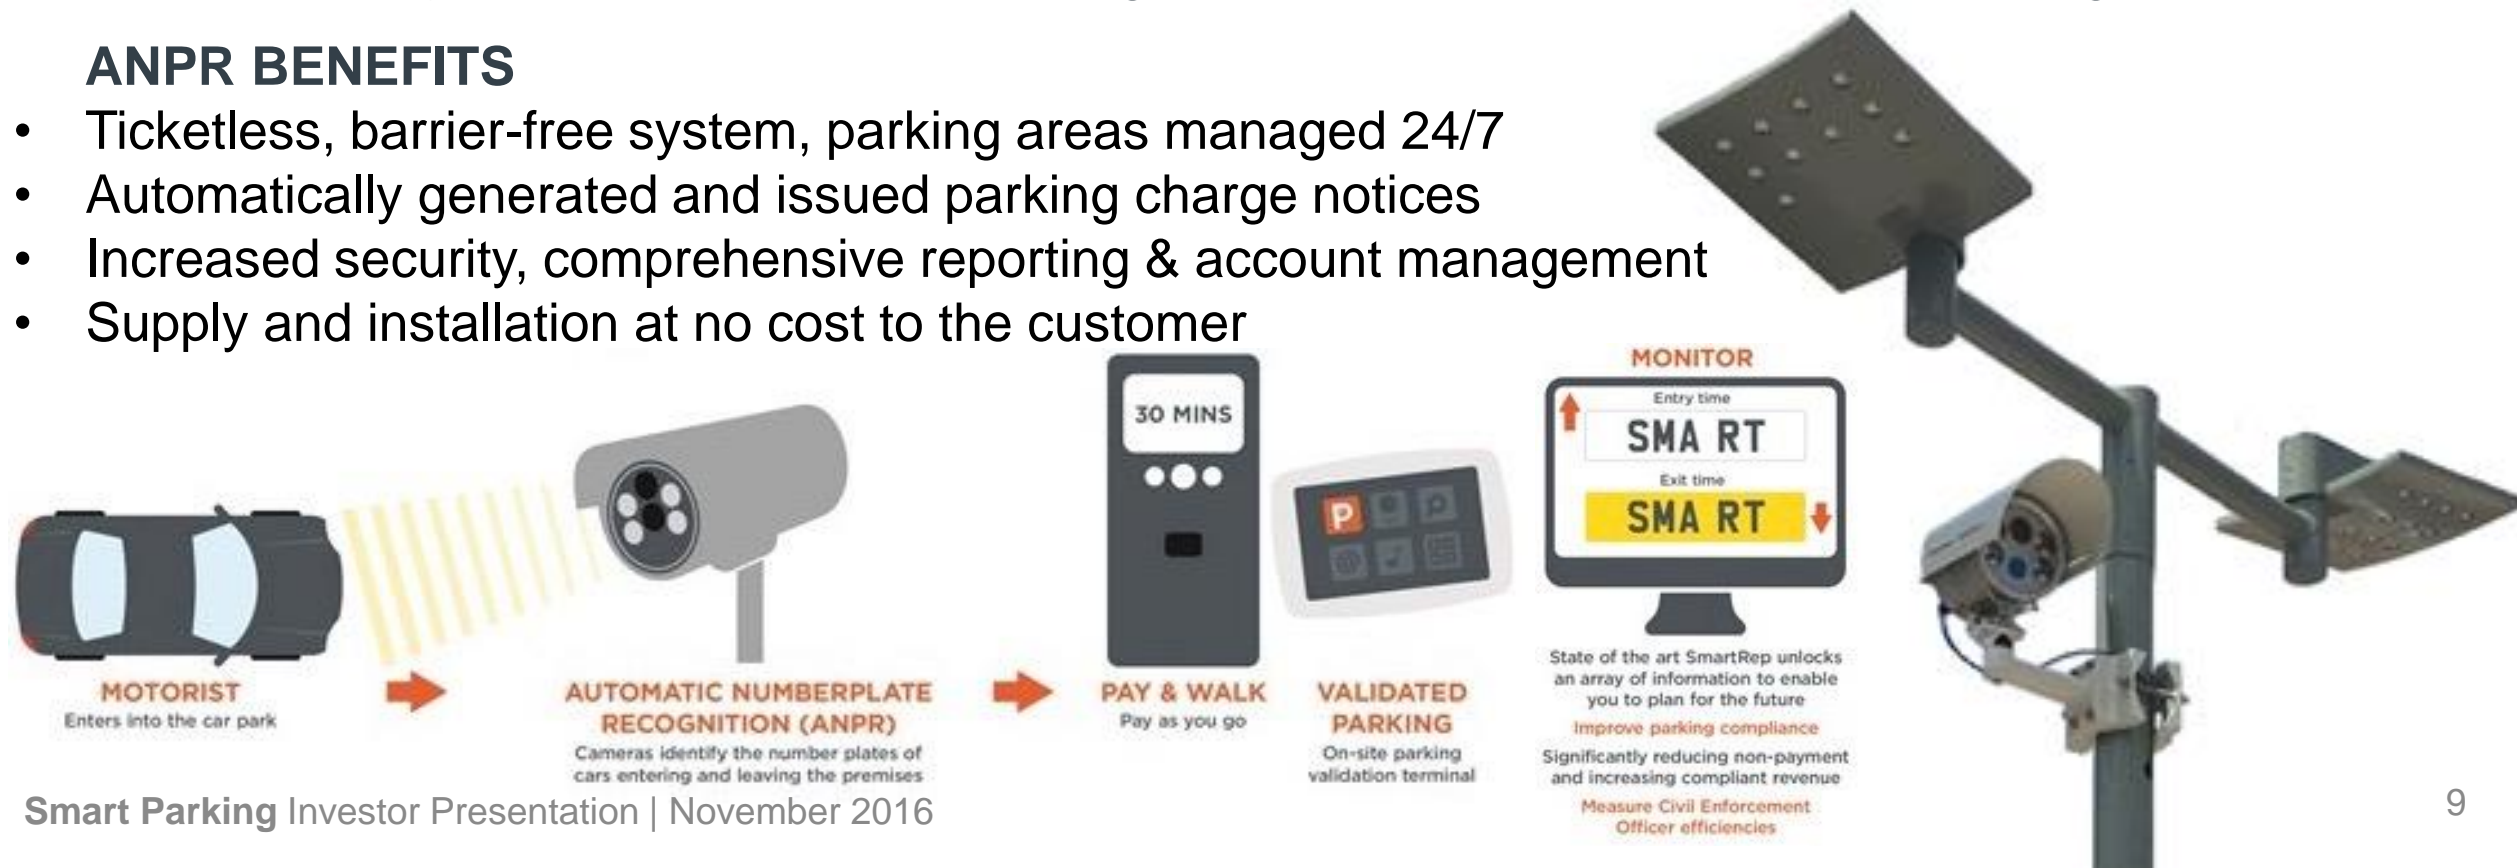 ANPR BENEFITS
• Ticketless, barrier-free system, parking areas managed 24/7
• Automatically generated and issued parking charge notices
• Increased security, comprehensive reporting & account management
• Supply and installation at no cost to the customer
30 MINS
P
MONITOR
Entry time
SMA RT
Exit time
SMA RT
MOTORIST
Enters into the car park
AUTOMATIC NUMBERPLATE
RECOGNITION (ANPR)
Cameras identify the number plates of
cars entering and leaving the premises
PAY & WALK
Pay as you go
VALIDATED
PARKING
On-site parking
validation terminal
State of the art SmartRep unlocks
an array of information to enable
you to plan for the future
Improve parking compliance
Significantly reducing non-payment
and increasing compliant revenue
Measure Civil Enforcement
Officer efficiencies
Smart Parking Investor Presentation | November 2016
9